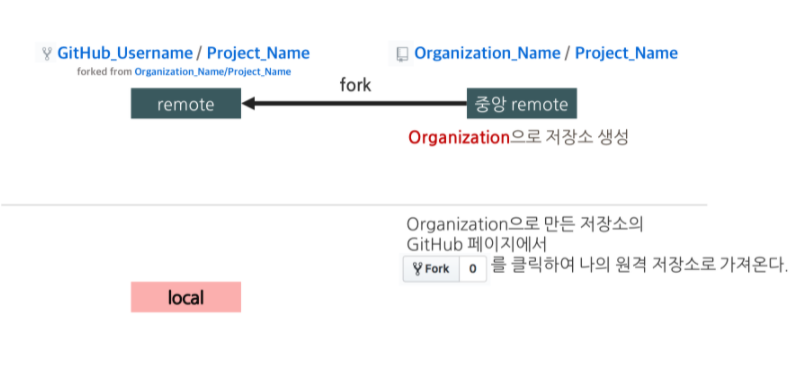 GitHub_Username / Project_Name
forked from Organization_Name/Project_Name
Organization_Name / Project_Name
fork
remote
중앙 remote
Organization으로 저장소 생성
Organization으로 만든 저장소의
GitHub 페이지에서
Fork 0 를 클릭하여 나의 원격 저장소로 가져온다.
local